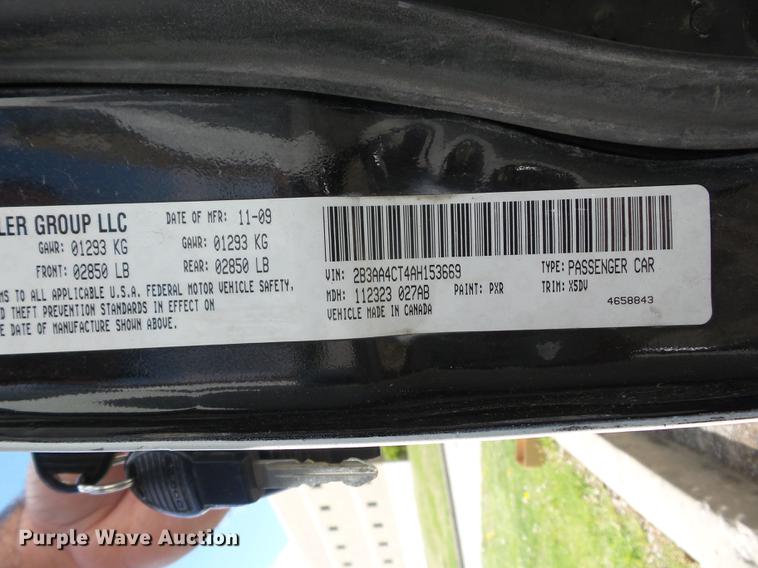 LER GROUP LLC
DATE OF MFR: 11-09
GAWR: 01293 KG GAWR: 01293 KG
FRONT: 02850 LB REAR: 02850 LB
MS TO ALL APPLICABLE U.S.A. FEDERAL MOTOR VEHICLE SAFETY,
D THEFT PREVENTION STANDARDS IN EFFECT ON
E DATE OF MANUFACTURE SHOWN ABOVE.
VIN: 2B3AA4CT4AH153669 TYPE: PASSENGER CAR
MDH: 112323 027AB PAINT: PXR TRIM: X5DV
VEHICLE MADE IN CANADA 4658843
Purple Wave Auction